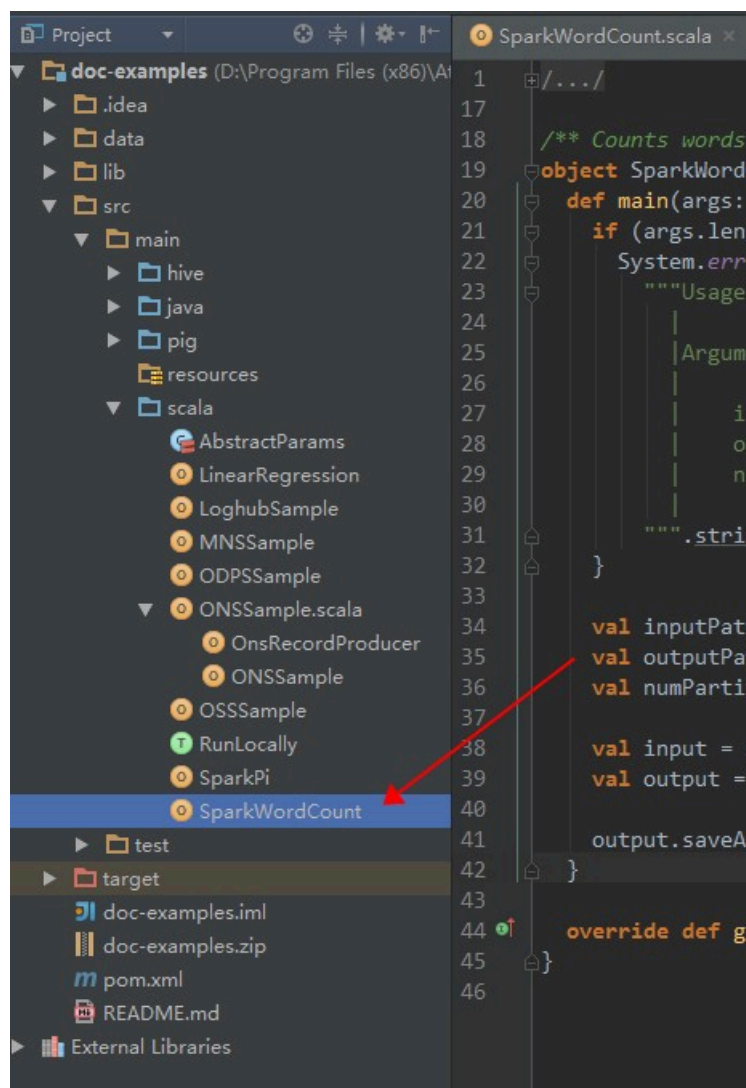 Project
doc-examples (D:\Program Files (x86)\A
.idea
data
lib
src
main
hive
java
pig
resources
scala
AbstractParams
LinearRegression
LoghubSample
MNSSample
ODPSSample
ONSSample.scala
OnsRecordProducer
ONSSample
OSSSample
RunLocally
SparkPi
SparkWordCount
test
target
doc-examples.iml
doc-examples.zip
pom.xml
README.md
External Libraries
SparkWordCount.scala
1 /.../
17
18 /** Counts words
19 object SparkWord
20 def main(args:
21 if (args.len
22 System.err
23 """Usage
24 |
25 |Argum
26 |
27 | i
28 | o
29 | n
30 |
31 """.stri
32 }
33
34 val inputPat
35 val outputPa
36 val numParti
37
38 val input =
39 val output =
40
41 output.saveA
42 }
43
44 override def g
45 }
46